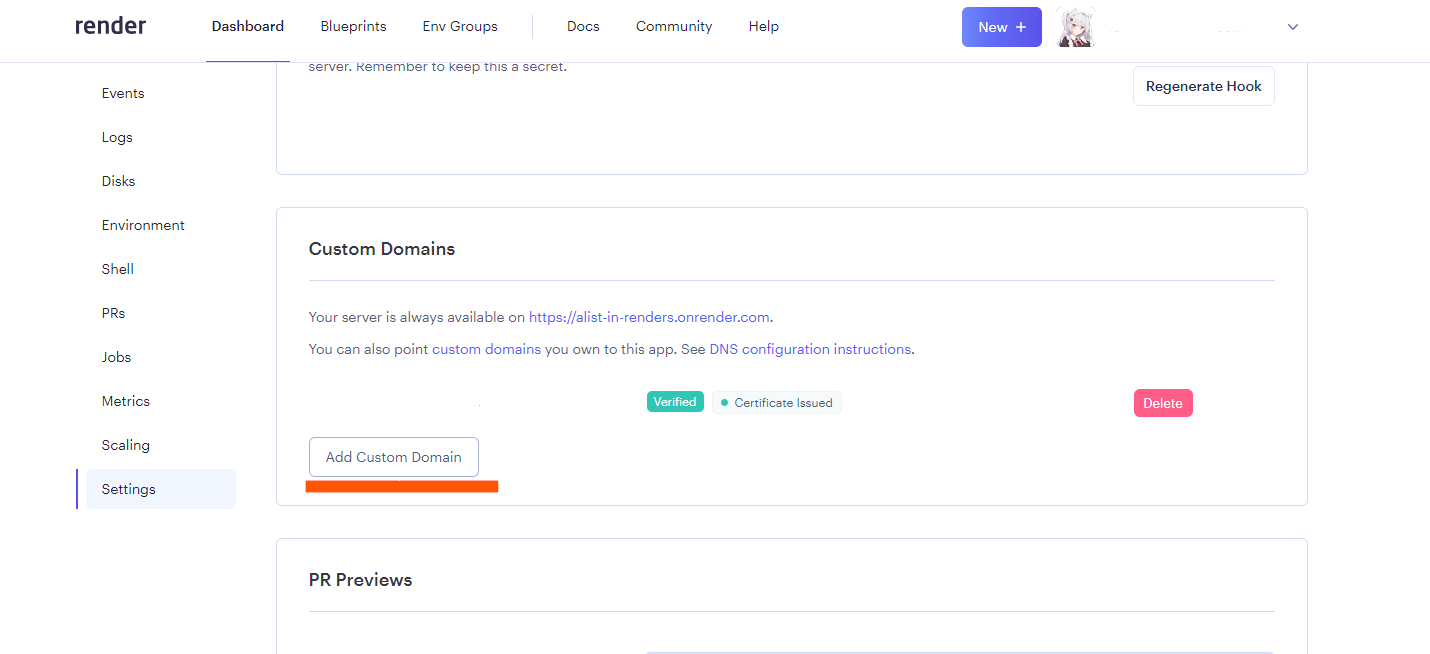 render Dashboard Blueprints Env Groups Docs Community Help New +
server. Remember to keep this a secret.
Regenerate Hook
Events
Logs
Disks
Environment
Shell
PRs
Jobs
Metrics
Scaling
Settings
Custom Domains
Your server is always available on https://alist-in-renders.onrender.com.
You can also point custom domains you own to this app. See DNS configuration instructions.
Verified Certificate Issued Delete
Add Custom Domain
PR Previews